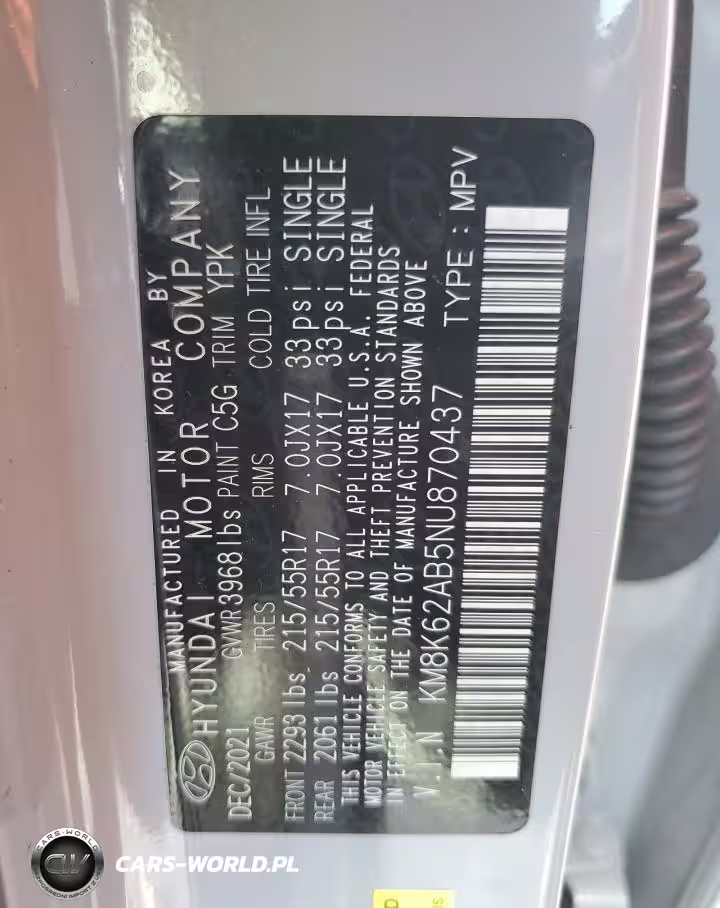 MANUFACTURED IN KOREA BY
HYUNDAI MOTOR COMPANY
DEC/2021 GVWR 3968 lbs PAINT C5G TRIM YPK
GAWR TIRES RIMS COLD TIRE INFL
FRONT 2293 lbs. 215/55R17 7.0JX17 33psi SINGLE
REAR 2061 lbs 215/55R17 7.0JX17 33psi SINGLE
THIS VEHICLE CONFORMS TO ALL APPLICABLE U.S.A. FEDERAL
MOTOR VEHICLE SAFETY AND THEFT PREVENTION STANDARDS
IN EFFECT ON THE DATE OF MANUFACTURE SHOWN ABOVE
V.I.N KM8K62AB5NU870437 TYPE : MPV
CARS-WORLD
CW
CARS-WORLD.PL